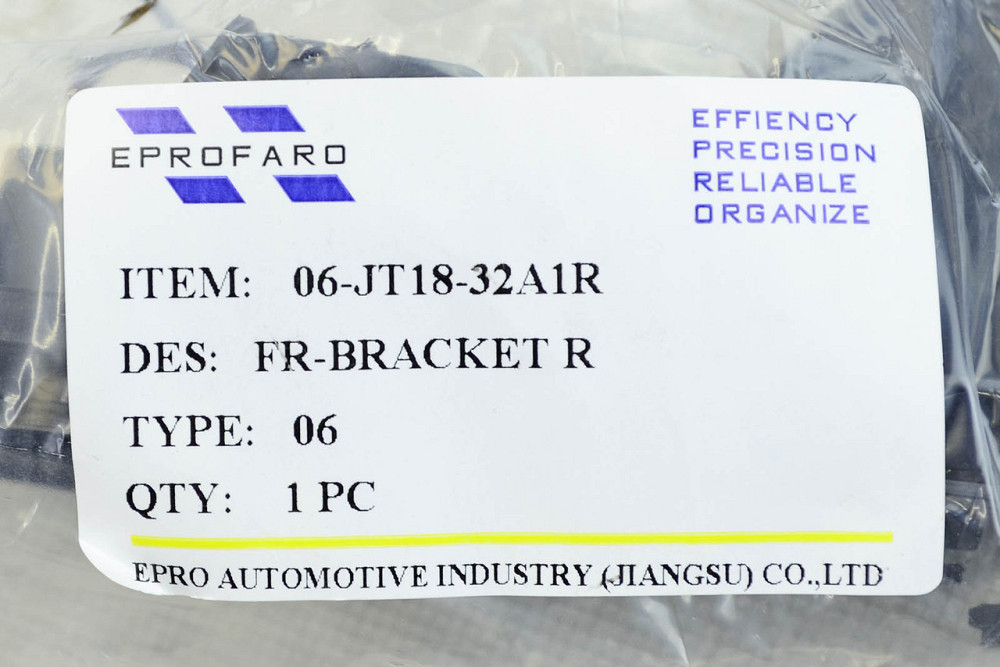 EPROFARO
EFFIENCY
PRECISION
RELIABLE
ORGANIZE
ITEM: 06-JT18-32A1R
DES: FR-BRACKET R
TYPE: 06
QTY: 1 PC
EPRO AUTOMOTIVE INDUSTRY (JIANGSU) CO.,LTD